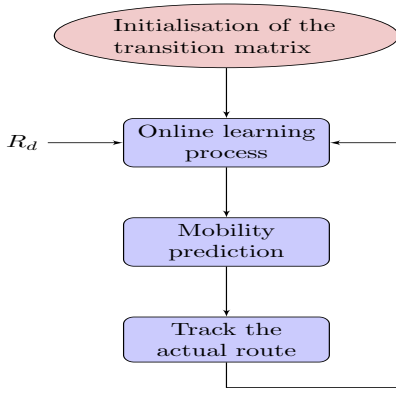 Initialisation of the
transition matrix
R_d
Online learning
process
Mobility
prediction
Track the
actual route